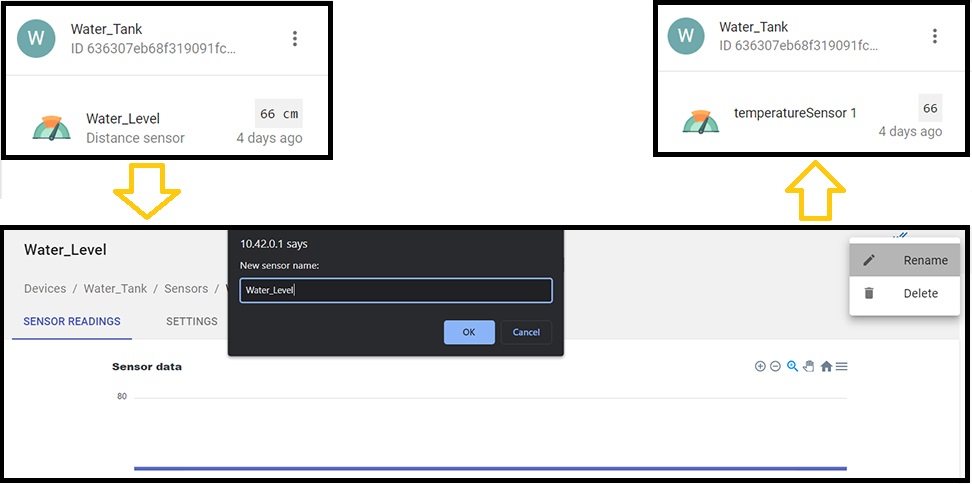 W
Water_Tank
ID 636307eb68f319091fc...
Water_Level
66 cm
Distance sensor
4 days ago
W
Water_Tank
ID 636307eb68f319091fc...
temperatureSensor 1
66
4 days ago
Water_Level
Devices / Water_Tank / Sensors /
SENSOR READINGS
SETTINGS
10.42.0.1 says
New sensor name:
Water_Level
OK
Cancel
Rename
Delete
Sensor data
80